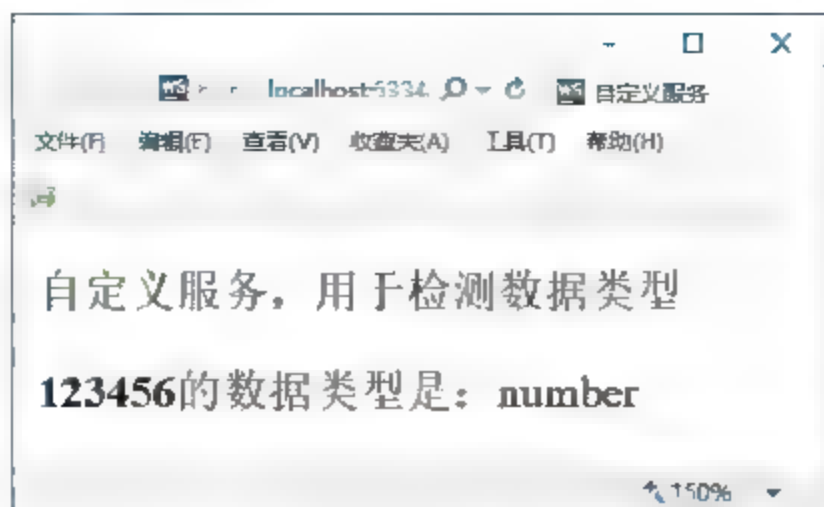 localhost:6334 自定义服务
文件(F) 编辑(E) 查看(V) 收藏夹(A) 工具(T) 帮助(H)
自定义服务，用于检测数据类型
123456的数据类型是：number
150%